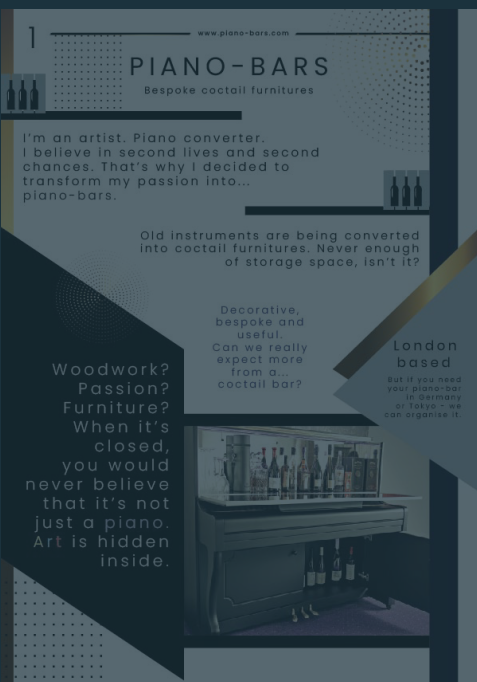 1
www.piano-bars.com
PIANO-BARS
Bespoke coctail furnitures
I'm an artist. Piano converter.
I believe in second lives and second
chances. That's why I decided to
transform my passion into...
piano-bars.
Old instruments are being converted
into coctail furnitures. Never enough
of storage space, isn't it?
Decorative,
bespoke and
useful.
Can we really
expect more
from a...
coctail bar?
London
based
But if you need
your piano-bar
in Germany
or Tokyo - we
can organise it.
Woodwork?
Passion?
Furniture?
When it's
closed,
you would
never believe
that it's not
just a piano.
Art is hidden
inside.